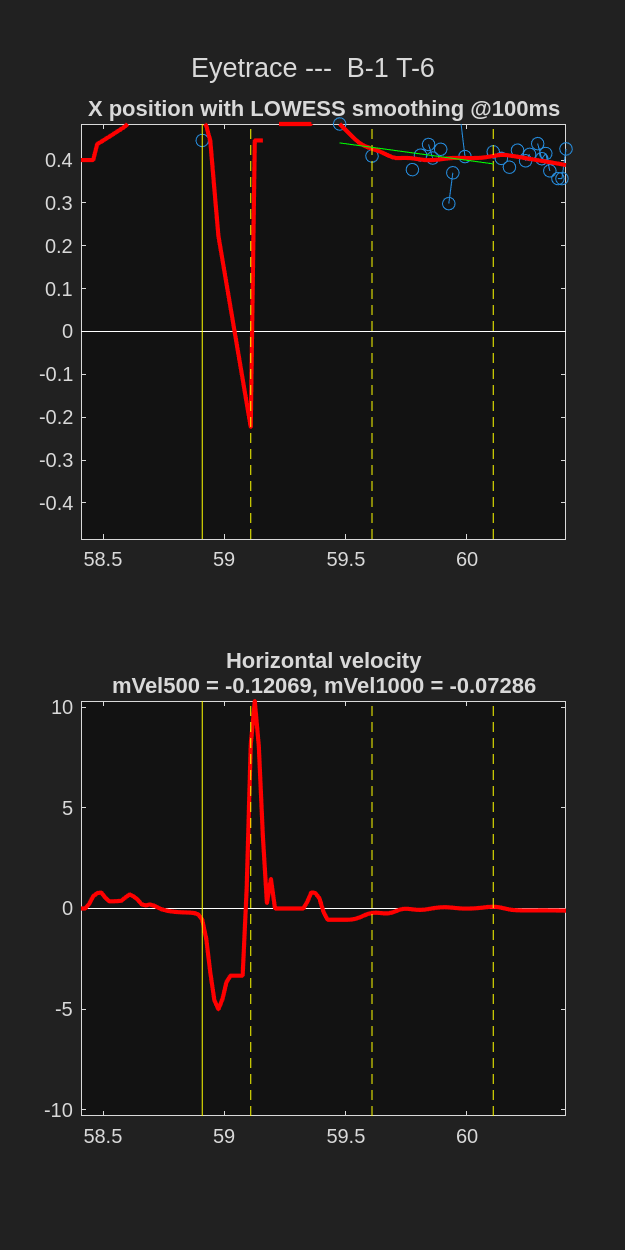 Eyetrace ---  B-1 T-6
X position with LOWESS smoothing @100ms
0.4
0.3
0.2
0.1
0
-0.1
-0.2
-0.3
-0.4
58.5 59 59.5 60
Horizontal velocity
mVel500 = -0.12069, mVel1000 = -0.07286
10
5
0
-5
-10
58.5 59 59.5 60